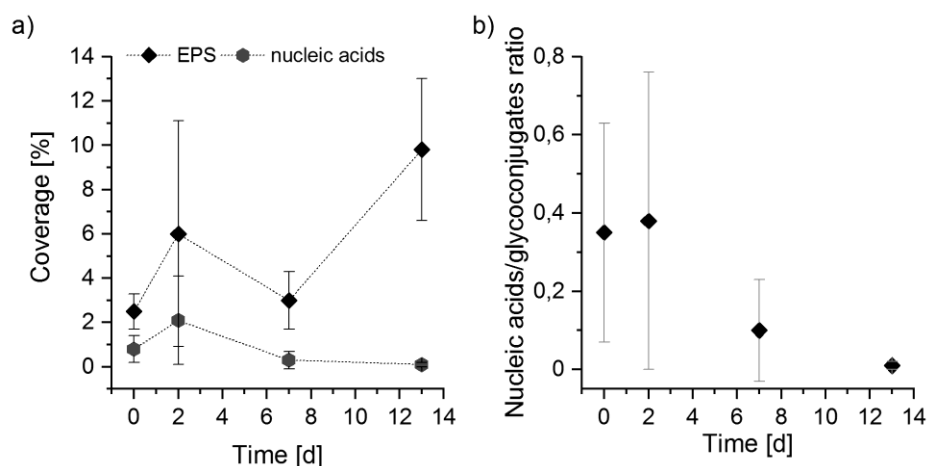 a)
EPS nucleic acids
14
12
10
8
6
4
2
0
Coverage [%]
0 2 4 6 8 10 12 14
Time [d]
b)
0,8
0,6
0,4
0,2
0
Nucleic acids/glycoconjugates ratio
0 2 4 6 8 10 12 14
Time [d]